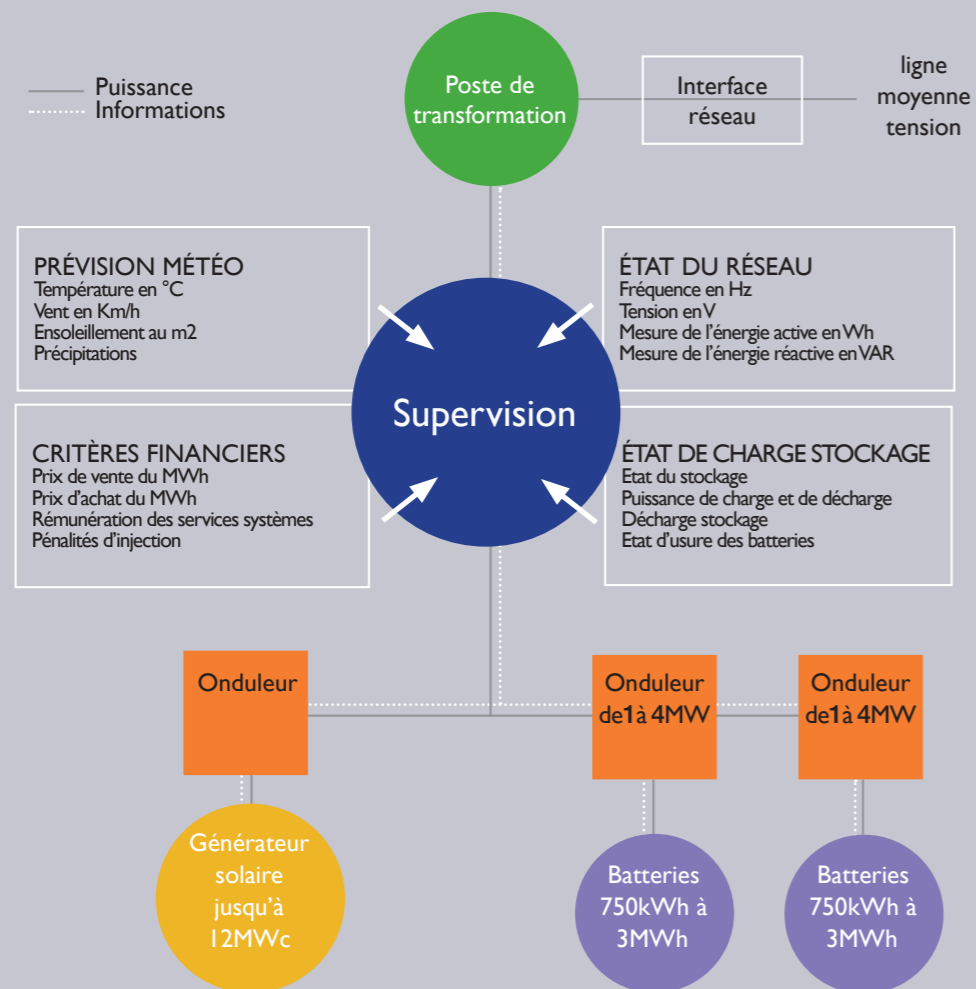 Puissance
Informations
Poste de
transformation
Interface
réseau
ligne
moyenne
tension
PRÉVISION MÉTÉO
Température en °C
Vent en Km/h
Ensoleillement au m2
Précipitations
ÉTAT DU RÉSEAU
Fréquence en Hz
Tension en V
Mesure de l'énergie active en Wh
Mesure de l'énergie réactive en VAR
Supervision
CRITÈRES FINANCIERS
Prix de vente du MWh
Prix d'achat du MWh
Rémunération des services systèmes
Pénalités d'injection
ÉTAT DE CHARGE STOCKAGE
Etat du stockage
Puissance de charge et de décharge
Décharge stockage
Etat d'usure des batteries
Onduleur
Onduleur
de 1 à 4MW
Onduleur
de 1 à 4MW
Générateur
solaire
jusqu'à
12MWc
Batteries
750kWh à
3MWh
Batteries
750kWh à
3MWh